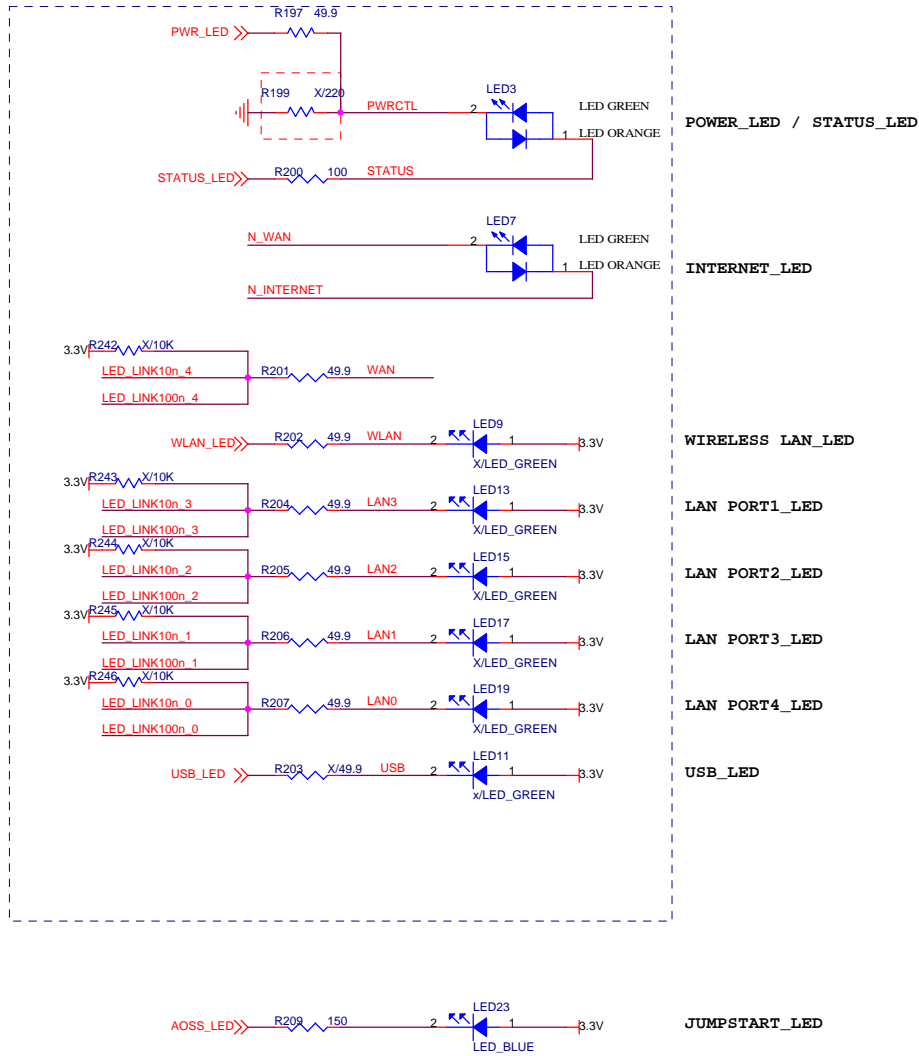 R197 49.9
PWR_LED
R199 X/220 PWRCTL 2 LED3 LED GREEN
1 LED ORANGE
POWER_LED / STATUS_LED
STATUS_LED R200 100 STATUS
N_WAN 2 LED7 LED GREEN
1 LED ORANGE
INTERNET_LED
N_INTERNET
3.3V R242 X/10K
LED_LINK10n_4 R201 49.9 WAN
LED_LINK100n_4
WLAN_LED R202 49.9 WLAN 2 LED9 1 3.3V WIRELESS LAN_LED
X/LED_GREEN
3.3V R243 X/10K
LED_LINK10n_3 R204 49.9 LAN3 2 LED13 1 3.3V LAN PORT1_LED
LED_LINK100n_3 X/LED_GREEN
3.3V R244 X/10K
LED_LINK10n_2 R205 49.9 LAN2 2 LED15 1 3.3V LAN PORT2_LED
LED_LINK100n_2 X/LED_GREEN
3.3V R245 X/10K
LED_LINK10n_1 R206 49.9 LAN1 2 LED17 1 3.3V LAN PORT3_LED
LED_LINK100n_1 X/LED_GREEN
3.3V R246 X/10K
LED_LINK10n_0 R207 49.9 LAN0 2 LED19 1 3.3V LAN PORT4_LED
LED_LINK100n_0 X/LED_GREEN
USB_LED R203 X/49.9 USB 2 LED11 1 3.3V USB_LED
x/LED_GREEN
AOSS_LED R209 150 2 LED23 1 3.3V JUMPSTART_LED
LED_BLUE